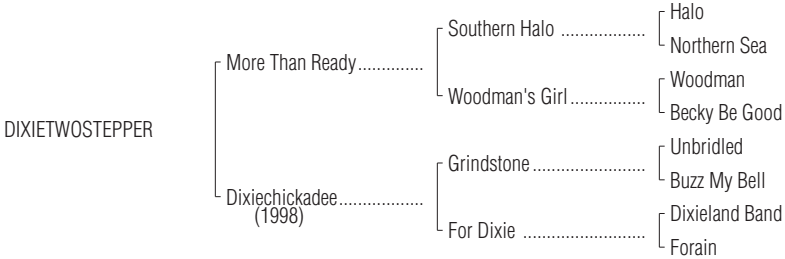 Halo
Southern Halo ...................
Northern Sea
More Than Ready..............
Woodman
Woodman's Girl................
Becky Be Good
DIXIETWOSTEPPER
Unbridled
Grindstone ........................
Buzz My Bell
Dixiechickadee..................
(1998)
Dixieland Band
For Dixie ..........................
Forain